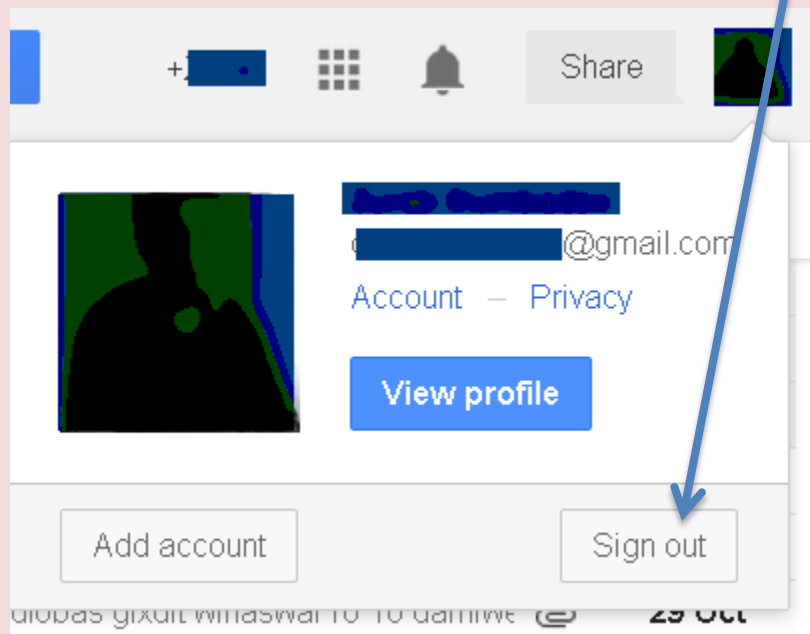 Share
@gmail.com
Account – Privacy
View profile
Add account
Sign out
29 Oct